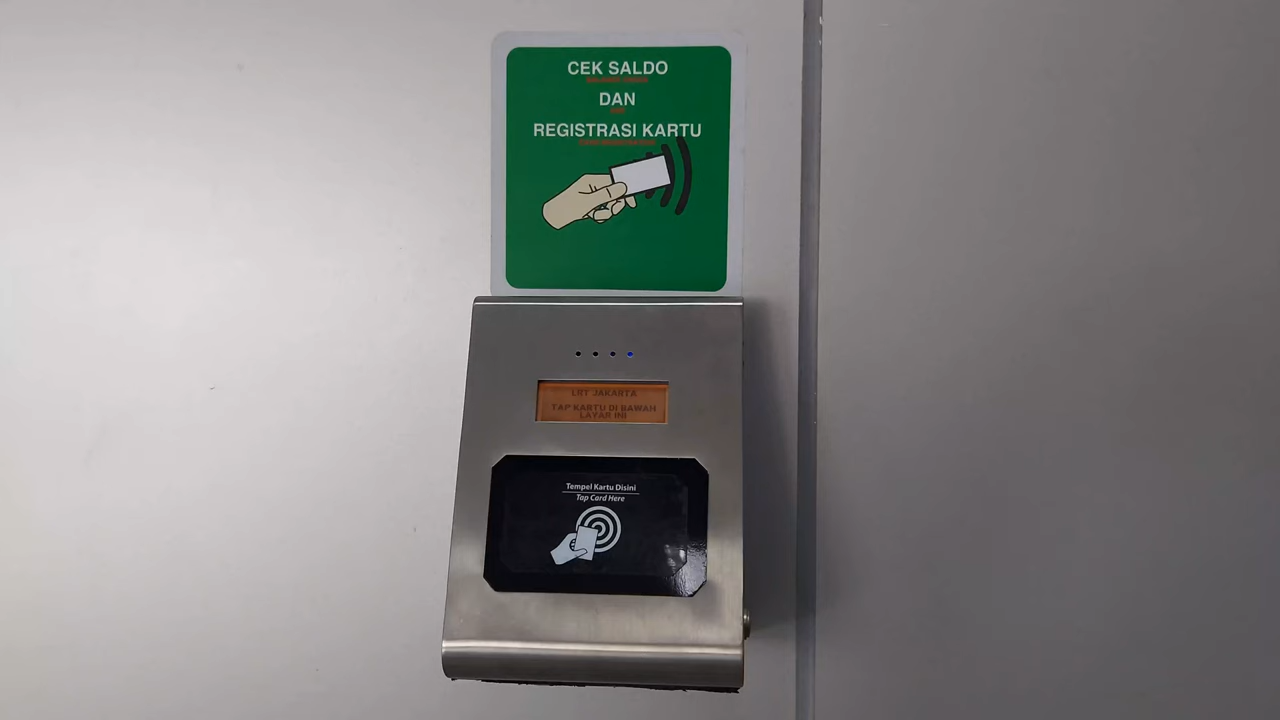 CEK SALDO
DAN
REGISTRASI KARTU
LRT JAKARTA
TAP KARTU DI BAWAH
LAYAR INI
Tempel Kartu Disini
Tap Card Here